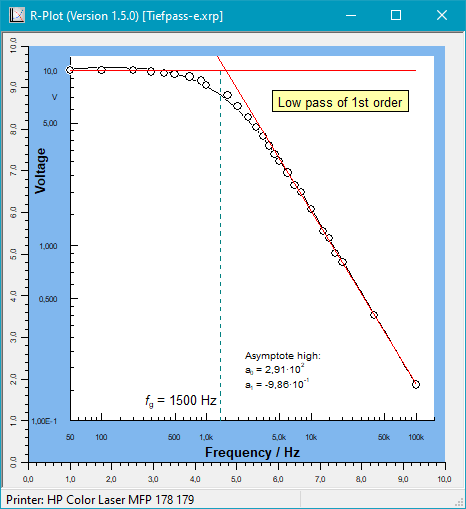 R-Plot (Version 1.5.0) [Tiefpass-e.xrp]
10,0
9,0
8,0
7,0
6,0
5,0
4,0
3,0
2,0
1,0
0,0
10,0
V
5,00
1,000
0,500
1,00E-1
Voltage
Low pass of 1st order
Asymptote high:
a₀ = 2,91·10²
a₁ = -9,86·10⁻¹
f_g = 1500 Hz
50 100 500 1,0k 5,0k 10k 50k 100k
Frequency / Hz
0,0 1,0 2,0 3,0 4,0 5,0 6,0 7,0 8,0 9,0 10,0
Printer: HP Color Laser MFP 178 179